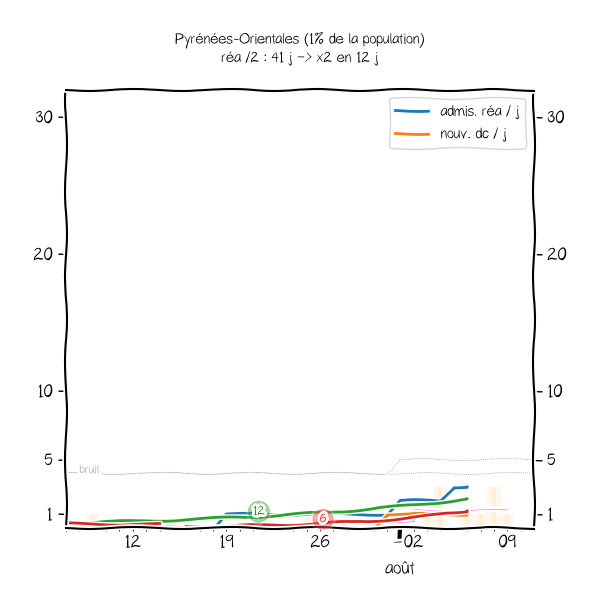 Pyrénées-Orientales (1% de la population)
réa /2 : 41 j -> x2 en 12 j
admis. réa / j
nouv. dc / j
30
30
20
20
10
10
5
5
bruit
1
1
12
6
12
19
26
02
09
août